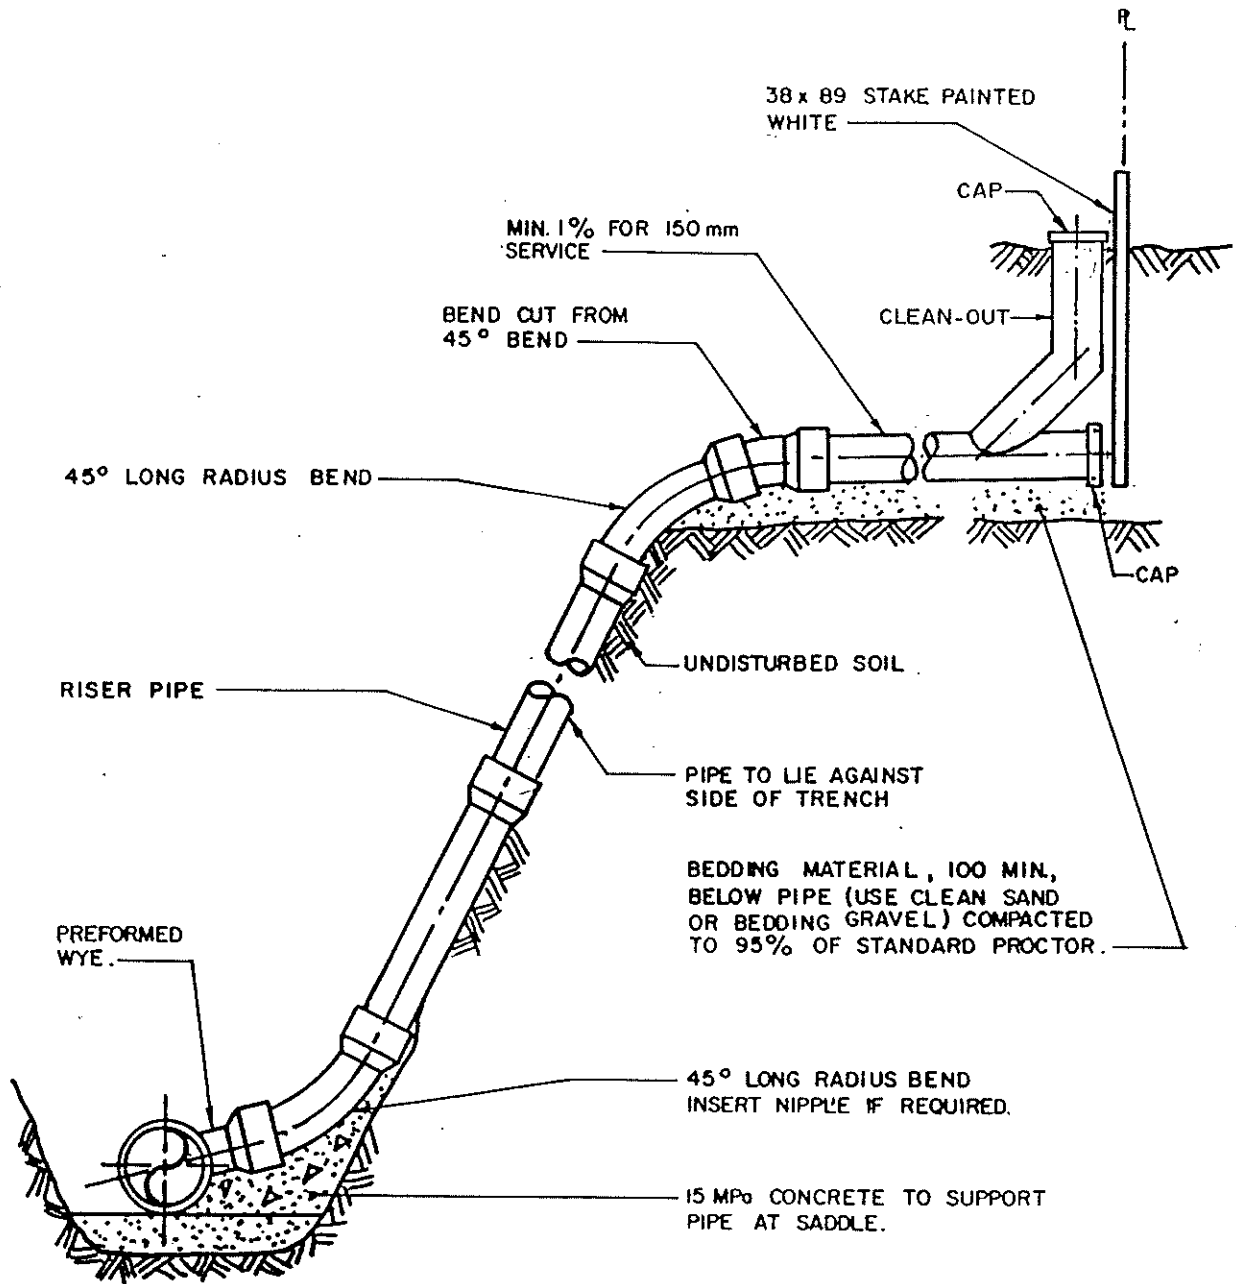 ℄
38 x 89 STAKE PAINTED
WHITE
CAP
MIN. 1% FOR 150 mm
SERVICE
BEND CUT FROM
45° BEND
CLEAN-OUT
45° LONG RADIUS BEND
CAP
UNDISTURBED SOIL
RISER PIPE
PIPE TO LIE AGAINST
SIDE OF TRENCH
BEDDING MATERIAL, 100 MIN.,
BELOW PIPE (USE CLEAN SAND
OR BEDDING GRAVEL) COMPACTED
TO 95% OF STANDARD PROCTOR.
PREFORMED
WYE.
45° LONG RADIUS BEND
INSERT NIPPLE IF REQUIRED.
15 MPa CONCRETE TO SUPPORT
PIPE AT SADDLE.